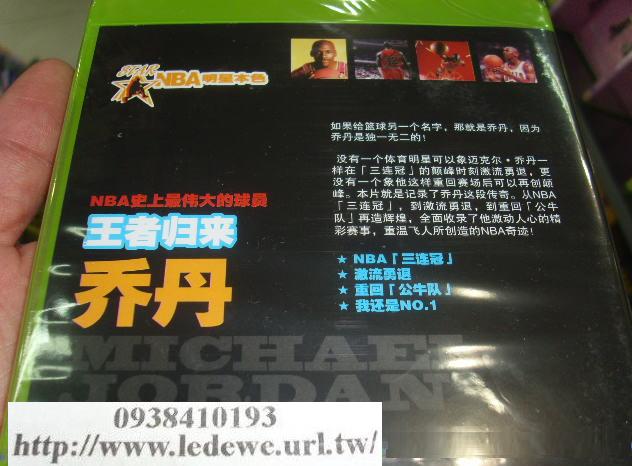 STAR NBA明星本色
如果给篮球另一个名字，那就是乔丹，因为
乔丹是独一无二的！
没有一个体育明星可以象迈克尔·乔丹一
样在「三连冠」的颠峰时刻激流勇退，更
没有一个象他这样重回赛场后可以再创颠
峰。本片就是记录了乔丹这段传奇。从NBA
「三连冠」，到激流勇退，到重回「公牛
队」再造辉煌，全面收录了他激动人心的精
彩赛事，重温飞人所创造的NBA奇迹！
NBA史上最伟大的球员
王者归来
乔丹
★ NBA「三连冠」
★ 激流勇退
★ 重回「公牛队」
★ 我还是NO.1
MICHAEL
JORDAN
0938410193
http://www.ledewe.url.tw/